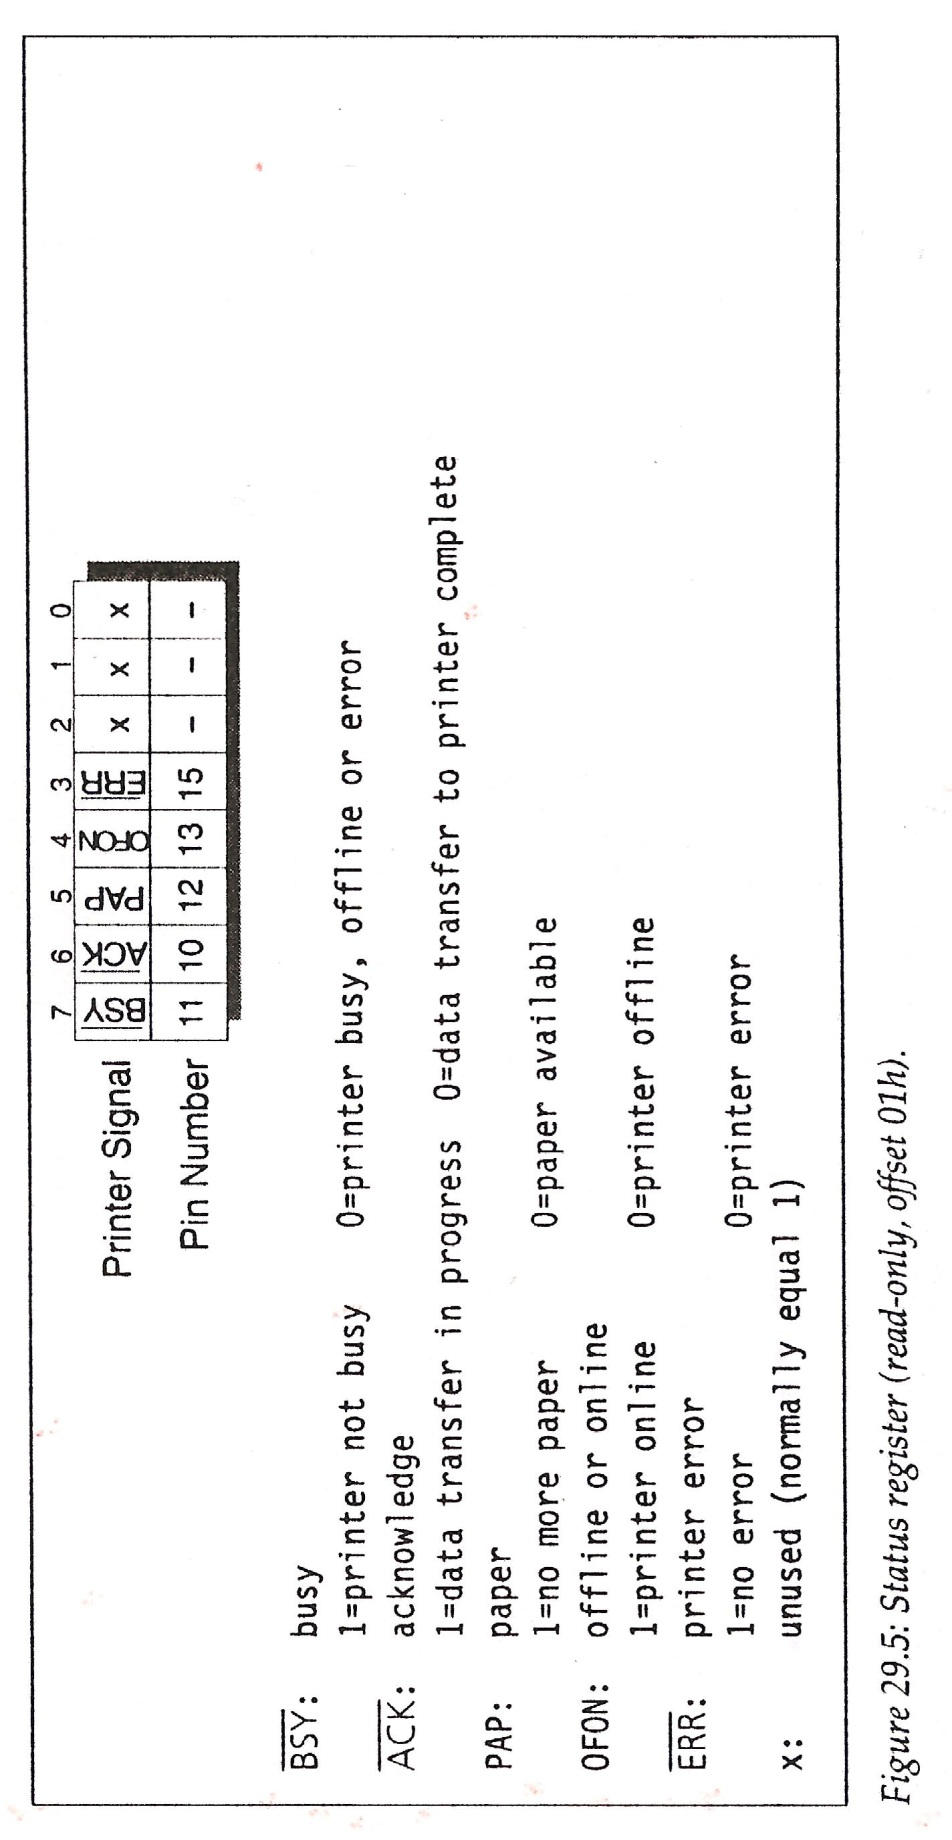 7 6 5 4 3 2 1 0
Printer Signal BSY ACK PAP OFON ERR x x x
Pin Number 11 10 12 13 15 – – –
BSY: busy
1=printer not busy 0=printer busy, offline or error
ACK: acknowledge
1=data transfer in progress 0=data transfer to printer complete
PAP: paper
1=no more paper 0=paper available
OFON: offline or online
1=printer online 0=printer offline
ERR: printer error
1=no error 0=printer error
x: unused (normally equal 1)
Figure 29.5: Status register (read-only, offset 01h).